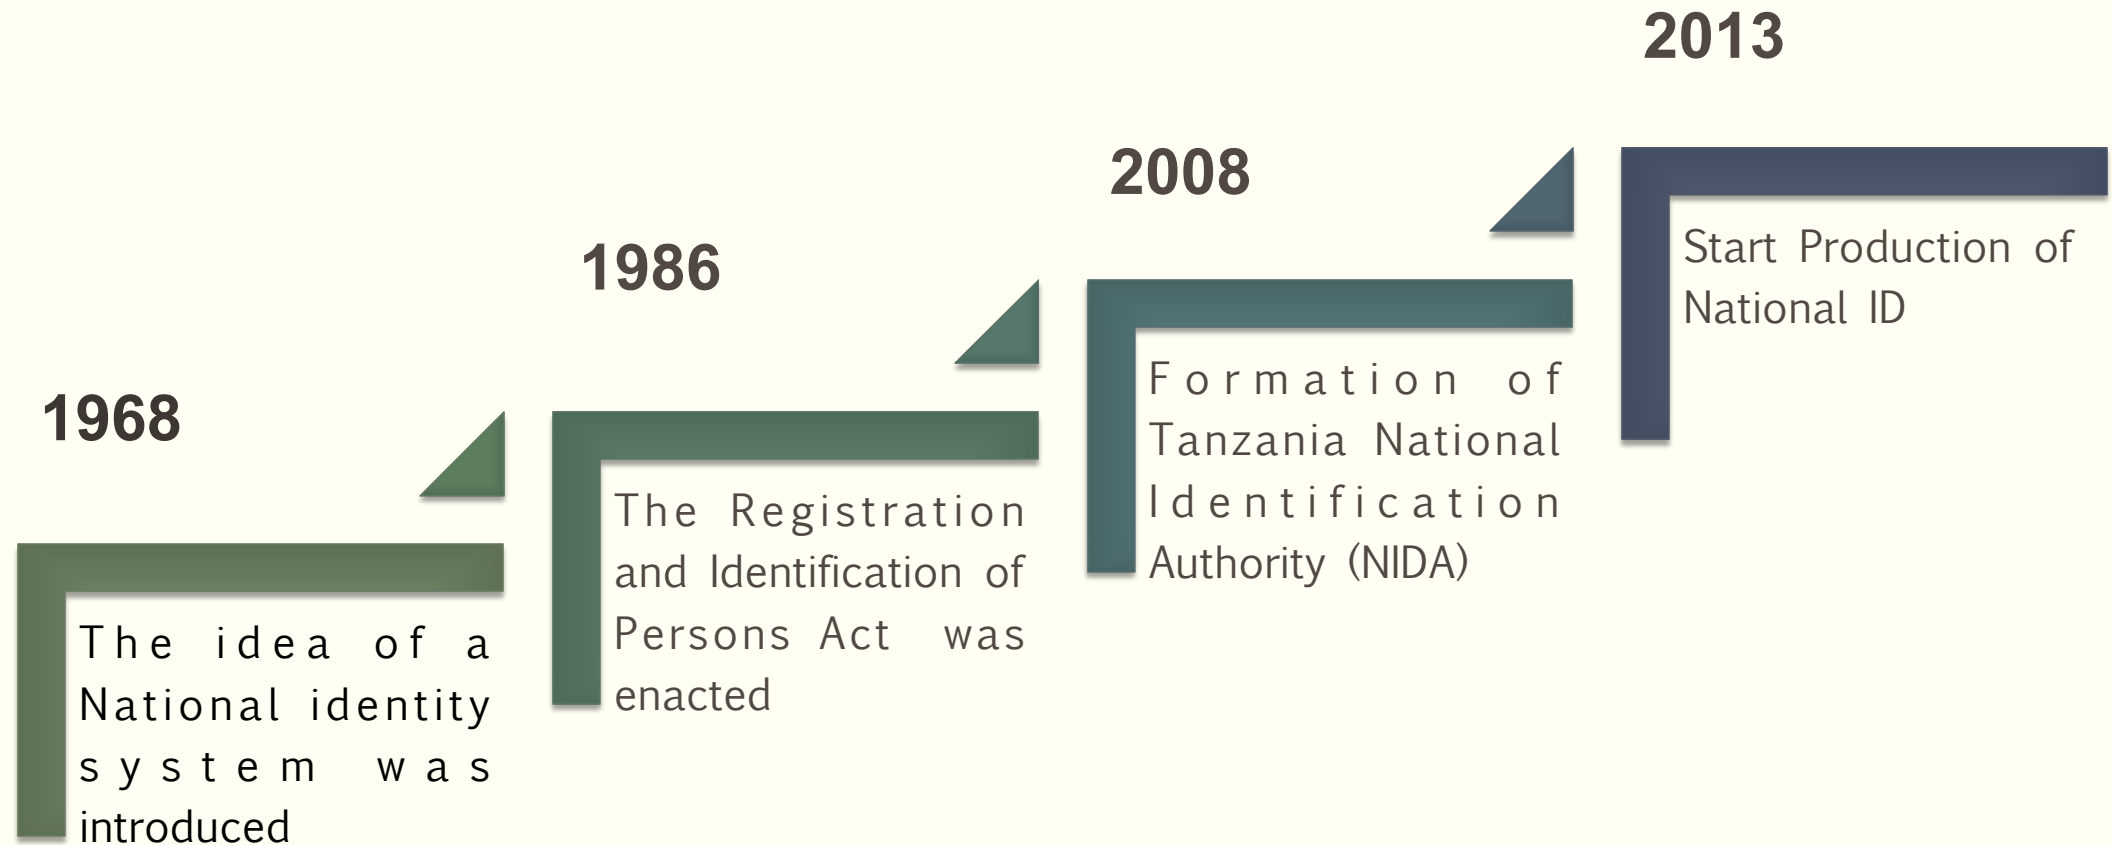 1968
The idea of a
National identity
system was
introduced
1986
The Registration
and Identification of
Persons Act was
enacted
2008
Formation of
Tanzania National
Identification
Authority (NIDA)
2013
Start Production of
National ID